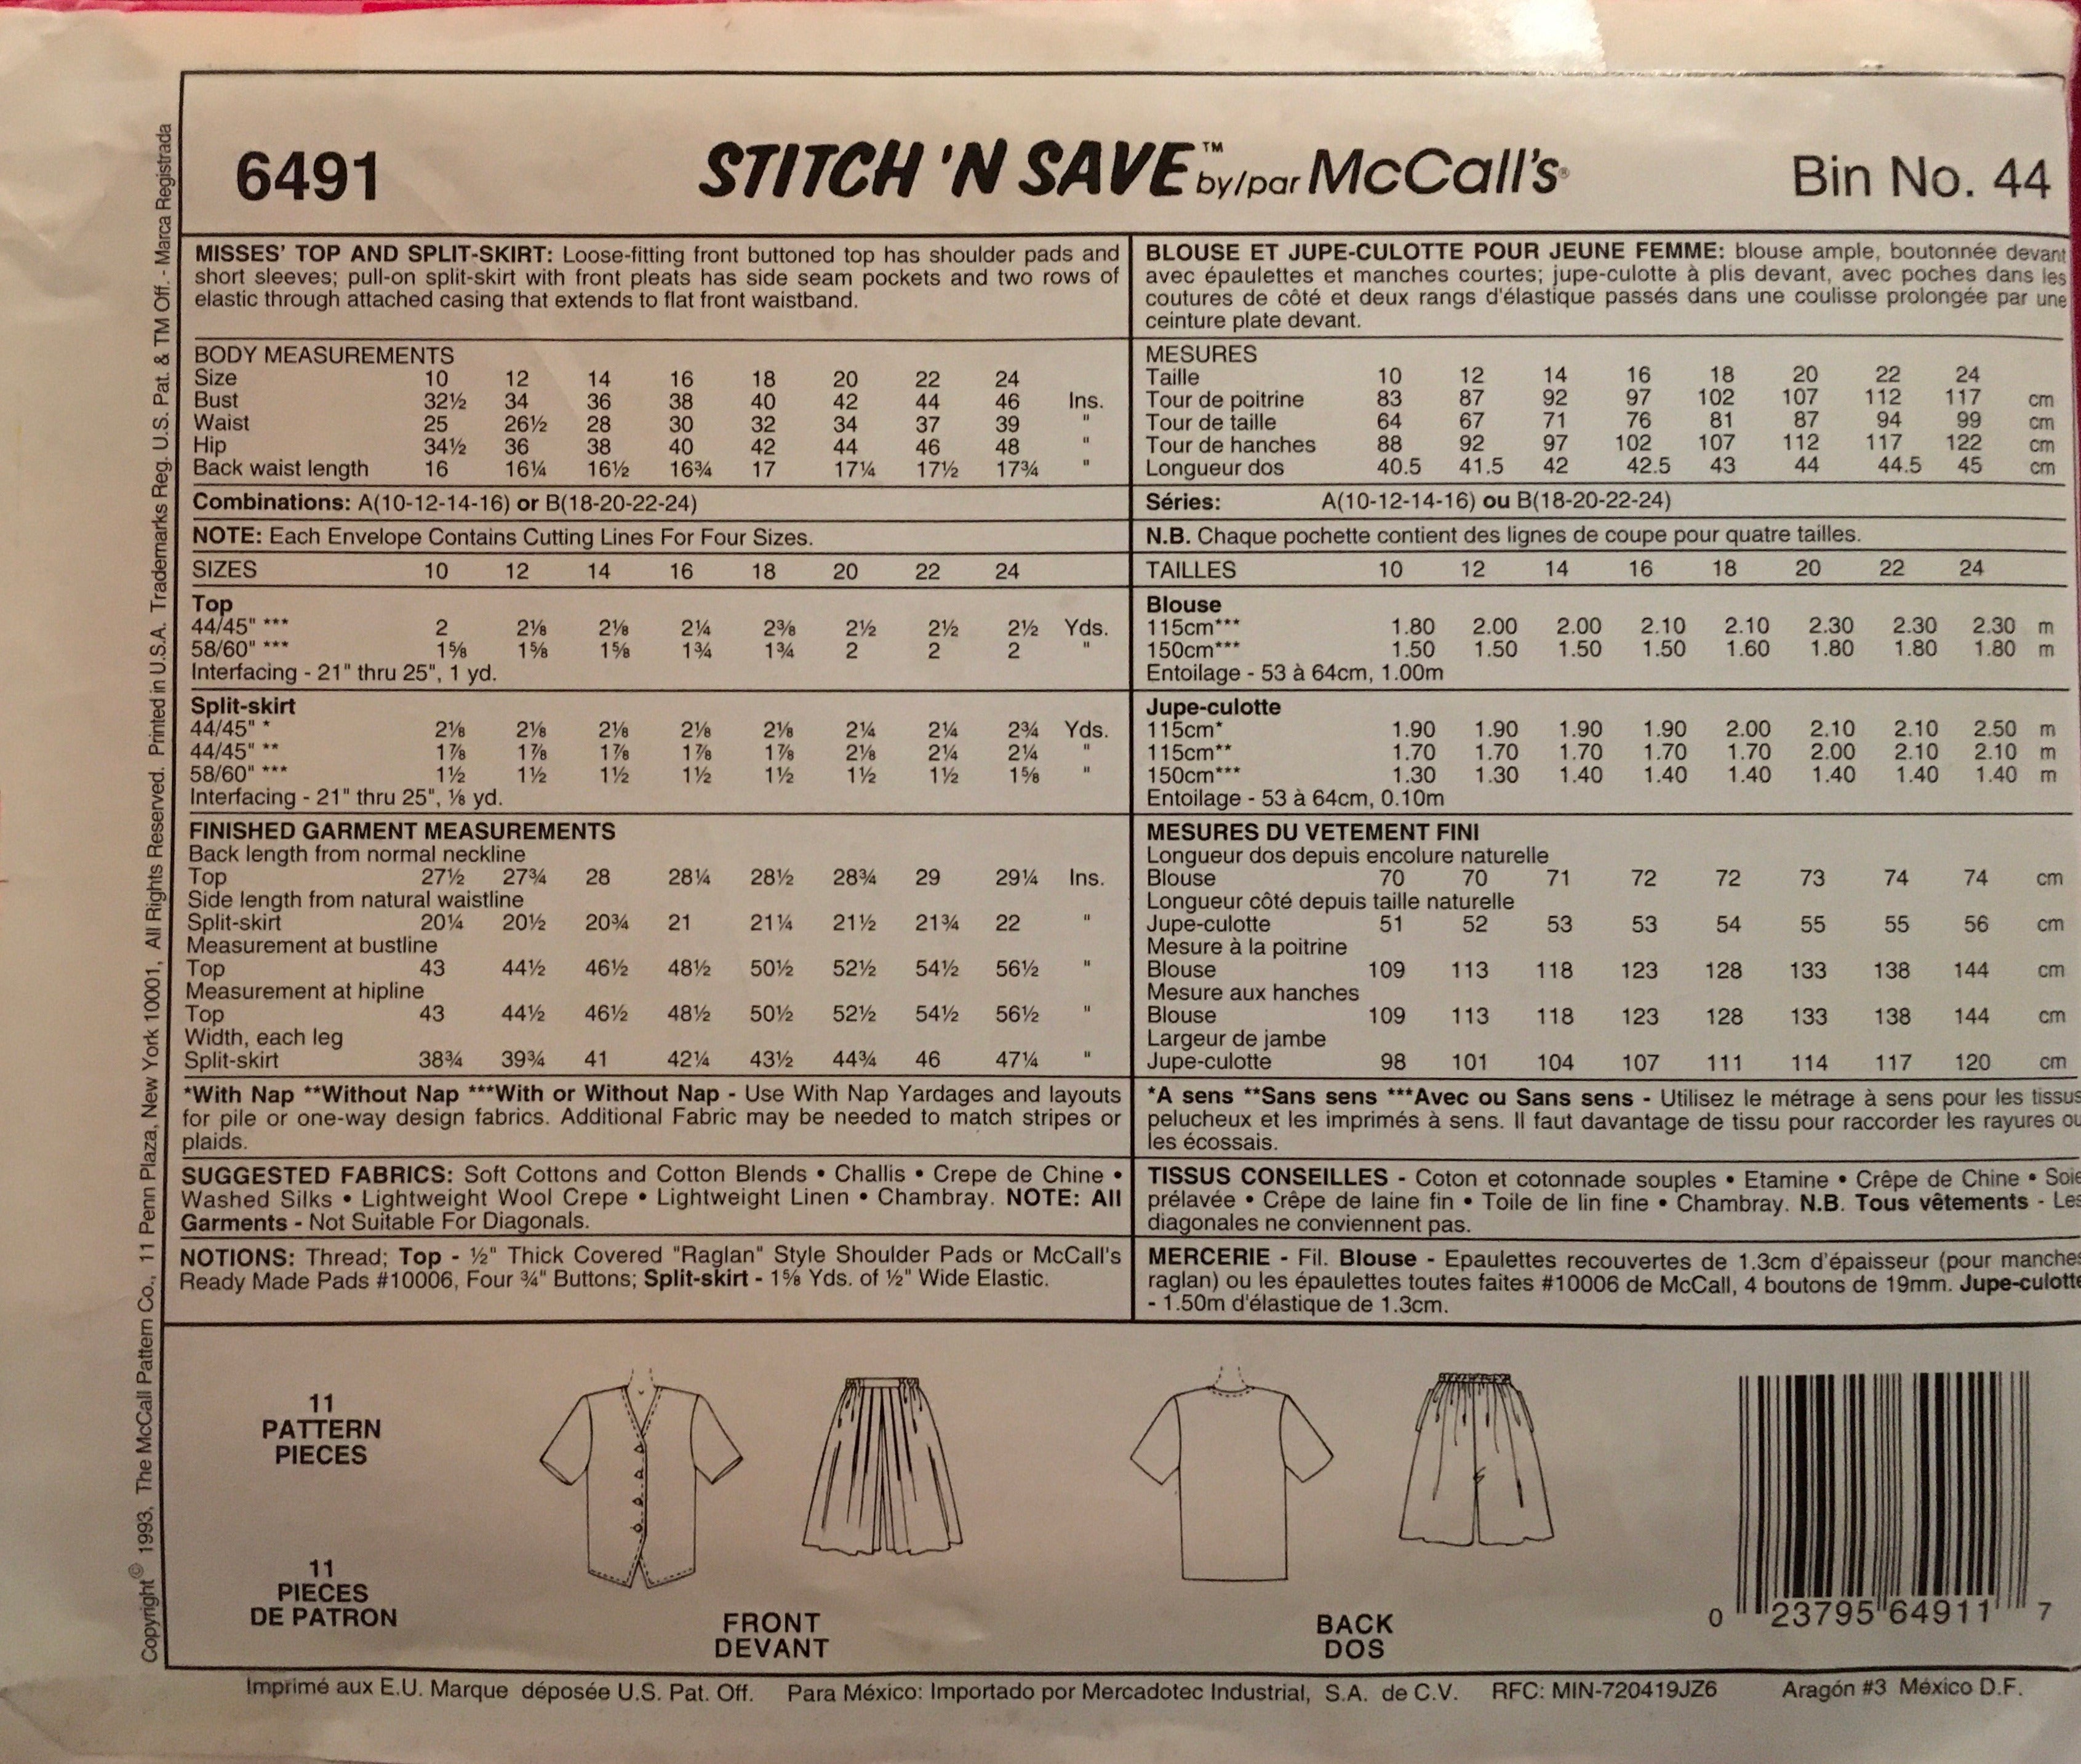 6491
STITCH 'N SAVE™ by/par McCall's®
Bin No. 44
MISSES' TOP AND SPLIT-SKIRT: Loose-fitting front buttoned top has shoulder pads and
short sleeves; pull-on split-skirt with front pleats has side seam pockets and two rows of
elastic through attached casing that extends to flat front waistband.
BODY MEASUREMENTS
Size 10 12 14 16 18 20 22 24
Bust 32½ 34 36 38 40 42 44 46 Ins.
Waist 25 26½ 28 30 32 34 37 39 "
Hip 34½ 36 38 40 42 44 46 48 "
Back waist length 16 16¼ 16½ 16¾ 17 17¼ 17½ 17¾ "
Combinations: A(10-12-14-16) or B(18-20-22-24)
NOTE: Each Envelope Contains Cutting Lines For Four Sizes.
SIZES 10 12 14 16 18 20 22 24
Top
44/45" *** 2 2⅛ 2⅛ 2¼ 2⅜ 2½ 2½ 2½ Yds.
58/60" *** 1⅝ 1⅝ 1⅝ 1¾ 1¾ 2 2 2 "
Interfacing - 21" thru 25", 1 yd.
Split-skirt
44/45" * 2⅛ 2⅛ 2⅛ 2⅛ 2⅛ 2¼ 2¼ 2¾ Yds.
44/45" ** 1⅞ 1⅞ 1⅞ 1⅞ 1⅞ 2⅛ 2¼ 2¼ "
58/60" *** 1½ 1½ 1½ 1½ 1½ 1½ 1½ 1⅝ "
Interfacing - 21" thru 25", ⅛ yd.
FINISHED GARMENT MEASUREMENTS
Back length from normal neckline
Top 27½ 27¾ 28 28¼ 28½ 28¾ 29 29¼ Ins.
Side length from natural waistline
Split-skirt 20¼ 20½ 20¾ 21 21¼ 21½ 21¾ 22 "
Measurement at bustline
Top 43 44½ 46½ 48½ 50½ 52½ 54½ 56½ "
Measurement at hipline
Top 43 44½ 46½ 48½ 50½ 52½ 54½ 56½ "
Width, each leg
Split-skirt 38¾ 39¾ 41 42¼ 43½ 44¾ 46 47¼ "
*With Nap **Without Nap ***With or Without Nap - Use With Nap Yardages and layouts
for pile or one-way design fabrics. Additional Fabric may be needed to match stripes or
plaids.
SUGGESTED FABRICS: Soft Cottons and Cotton Blends • Challis • Crepe de Chine •
Washed Silks • Lightweight Wool Crepe • Lightweight Linen • Chambray. NOTE: All
Garments - Not Suitable For Diagonals.
NOTIONS: Thread; Top - ½" Thick Covered "Raglan" Style Shoulder Pads or McCall's
Ready Made Pads #10006, Four ¾" Buttons; Split-skirt - 1⅝ Yds. of ½" Wide Elastic.
BLOUSE ET JUPE-CULOTTE POUR JEUNE FEMME: blouse ample, boutonnée devant
avec épaulettes et manches courtes; jupe-culotte à plis devant, avec poches dans les
coutures de côté et deux rangs d'élastique passés dans une coulisse prolongée par une
ceinture plate devant.
MESURES
Taille 10 12 14 16 18 20 22 24
Tour de poitrine 83 87 92 97 102 107 112 117 cm
Tour de taille 64 67 71 76 81 87 94 99 cm
Tour de hanches 88 92 97 102 107 112 117 122 cm
Longueur dos 40.5 41.5 42 42.5 43 44 44.5 45 cm
Séries: A(10-12-14-16) ou B(18-20-22-24)
N.B. Chaque pochette contient des lignes de coupe pour quatre tailles.
TAILLES 10 12 14 16 18 20 22 24
Blouse
115cm*** 1.80 2.00 2.00 2.10 2.10 2.30 2.30 2.30 m
150cm*** 1.50 1.50 1.50 1.50 1.60 1.80 1.80 1.80 m
Entoilage - 53 à 64cm, 1.00m
Jupe-culotte
115cm* 1.90 1.90 1.90 1.90 2.00 2.10 2.10 2.50 m
115cm** 1.70 1.70 1.70 1.70 1.70 2.00 2.10 2.10 m
150cm*** 1.30 1.30 1.40 1.40 1.40 1.40 1.40 1.40 m
Entoilage - 53 à 64cm, 0.10m
MESURES DU VETEMENT FINI
Longueur dos depuis encolure naturelle
Blouse 70 70 71 72 72 73 74 74 cm
Longueur côté depuis taille naturelle
Jupe-culotte 51 52 53 53 54 55 55 56 cm
Mesure à la poitrine
Blouse 109 113 118 123 128 133 138 144 cm
Mesure aux hanches
Blouse 109 113 118 123 128 133 138 144 cm
Largeur de jambe
Jupe-culotte 98 101 104 107 111 114 117 120 cm
*A sens **Sans sens ***Avec ou Sans sens - Utilisez le métrage à sens pour les tissus
pelucheux et les imprimés à sens. Il faut davantage de tissu pour raccorder les rayures ou
les écossais.
TISSUS CONSEILLES - Coton et cotonnade souples • Etamine • Crêpe de Chine • Soie
prélavée • Crêpe de laine fin • Toile de lin fine • Chambray. N.B. Tous vêtements - Les
diagonales ne conviennent pas.
MERCERIE - Fil. Blouse - Epaulettes recouvertes de 1.3cm d'épaisseur (pour manches
raglan) ou les épaulettes toutes faites #10006 de McCall, 4 boutons de 19mm. Jupe-culotte
- 1.50m d'élastique de 1.3cm.
11
PATTERN
PIECES
11
PIECES
DE PATRON
FRONT
DEVANT
BACK
DOS
0 23795 64911 7
Imprimé aux E.U. Marque déposée U.S. Pat. Off. Para México: Importado por Mercadotec Industrial, S.A. de C.V. RFC: MIN-720419JZ6 Aragón #3 México D.F.
Copyright© 1993, The McCall Pattern Co., 11 Penn Plaza, New York 10001, All Rights Reserved. Printed in U.S.A. Trademarks Reg. U.S. Pat. & TM Off. - Marca Registrada